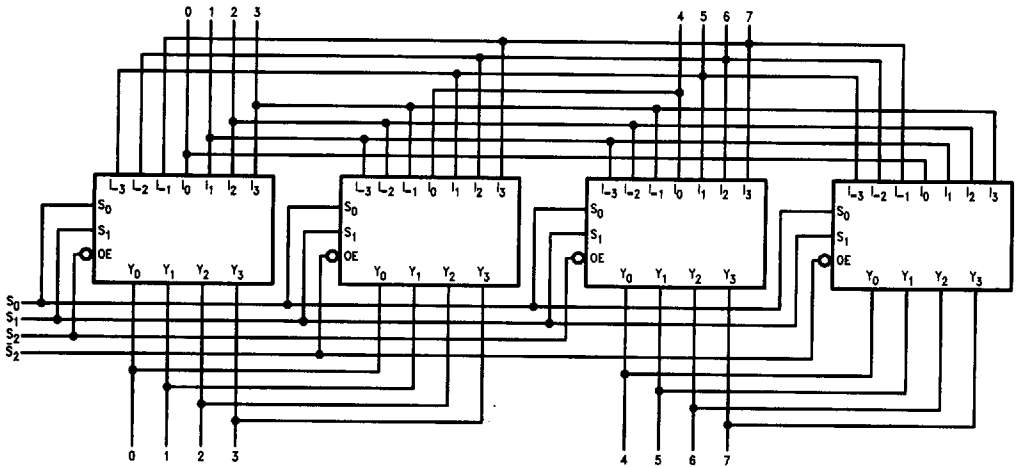 0 1 2 3 4 5 6 7
I₋3 I₋2 I₋1 I0 I1 I2 I3
S0
S1
OE
Y0 Y1 Y2 Y3
I₋3 I₋2 I₋1 I0 I1 I2 I3
S0
S1
OE
Y0 Y1 Y2 Y3
I₋3 I₋2 I₋1 I0 I1 I2 I3
S0
S1
OE
Y0 Y1 Y2 Y3
I₋3 I₋2 I₋1 I0 I1 I2 I3
S0
S1
OE
Y0 Y1 Y2 Y3
S0
S1
S2
S̄2
0 1 2 3 4 5 6 7